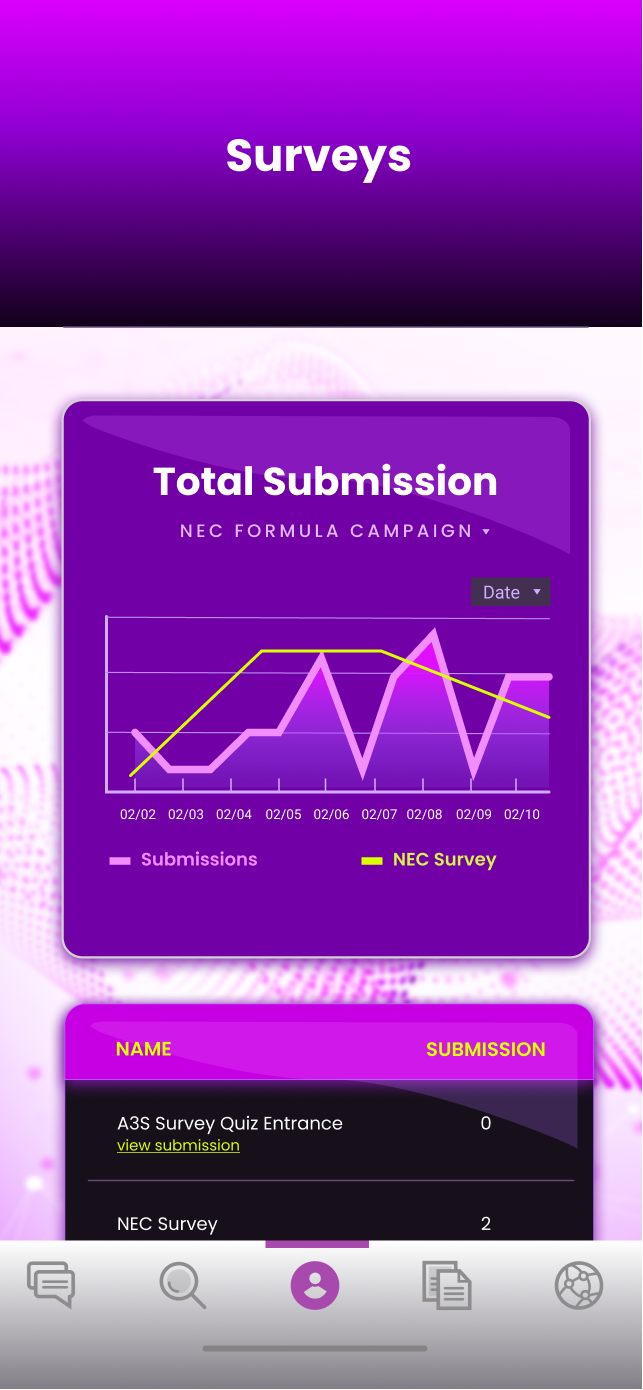 Surveys
Total Submission
NEC FORMULA CAMPAIGN
Date
02/02 02/03 02/04 02/05 02/06 02/07 02/08 02/09 02/10
Submissions NEC Survey
NAME SUBMISSION
A3S Survey Quiz Entrance 0
view submission
NEC Survey 2